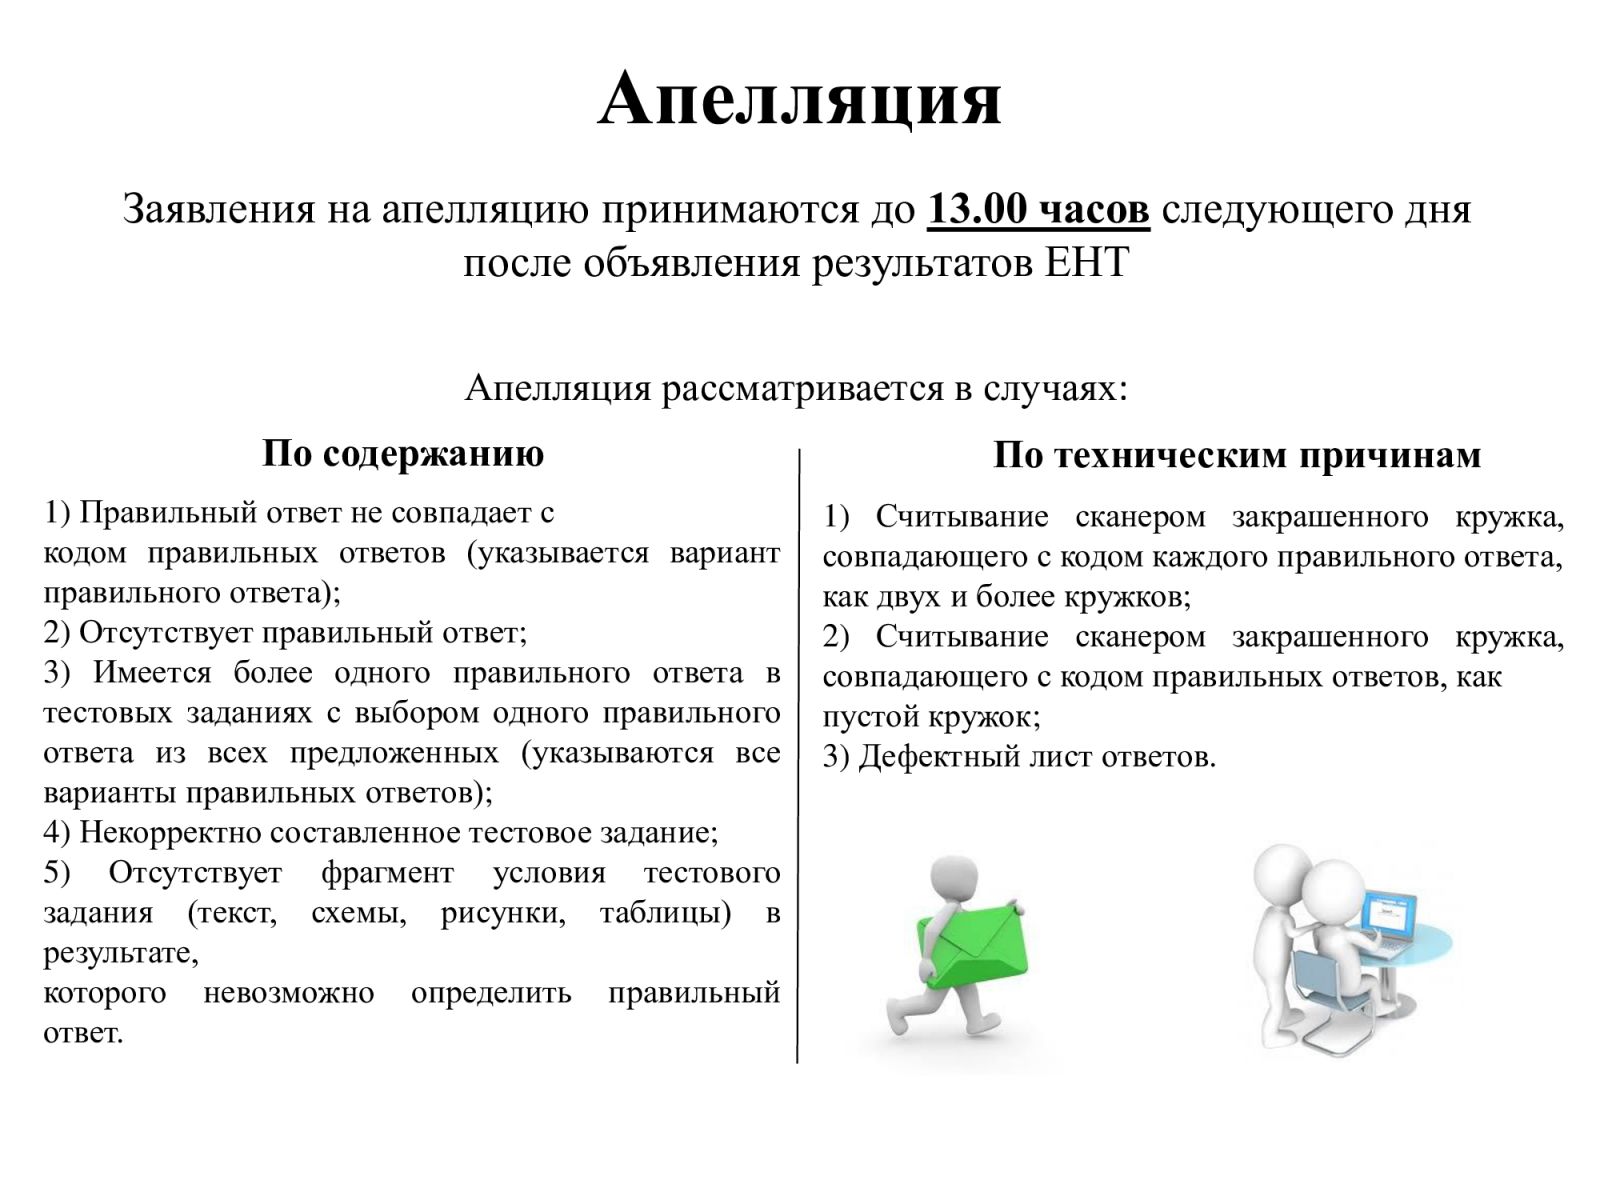 Апелляция
Заявления на апелляцию принимаются до 13.00 часов следующего дня
после объявления результатов ЕНТ
Апелляция рассматривается в случаях:
По содержанию
1) Правильный ответ не совпадает с
кодом правильных ответов (указывается вариант
правильного ответа);
2) Отсутствует правильный ответ;
3) Имеется более одного правильного ответа в
тестовых заданиях с выбором одного правильного
ответа из всех предложенных (указываются все
варианты правильных ответов);
4) Некорректно составленное тестовое задание;
5) Отсутствует фрагмент условия тестового
задания (текст, схемы, рисунки, таблицы) в
результате,
которого невозможно определить правильный
ответ.
По техническим причинам
1) Считывание сканером закрашенного кружка,
совпадающего с кодом каждого правильного ответа,
как двух и более кружков;
2) Считывание сканером закрашенного кружка,
совпадающего с кодом правильных ответов, как
пустой кружок;
3) Дефектный лист ответов.